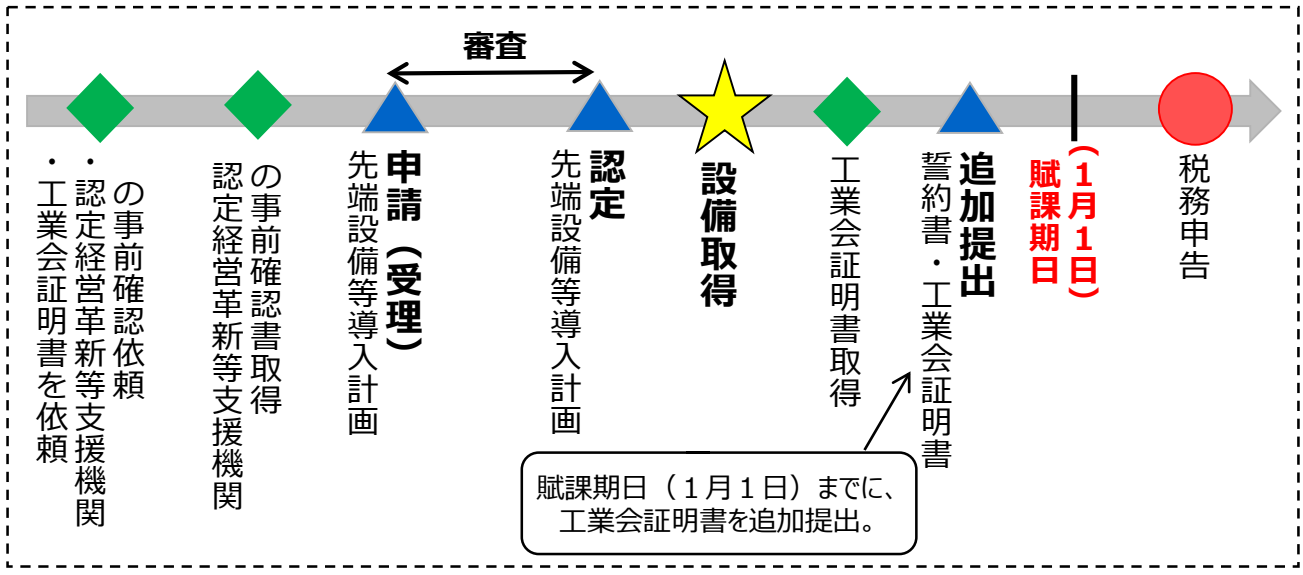 審査
・認定経営革新等支援機関
の事前確認依頼
・工業会証明書を依頼
認定経営革新等支援機関
の事前確認書取得
申請（受理）
先端設備等導入計画
認定
先端設備等導入計画
設備取得
工業会証明書取得
追加提出
誓約書・工業会証明書
（１月１日）
賦課期日
税務申告
賦課期日（１月１日）までに、
工業会証明書を追加提出。